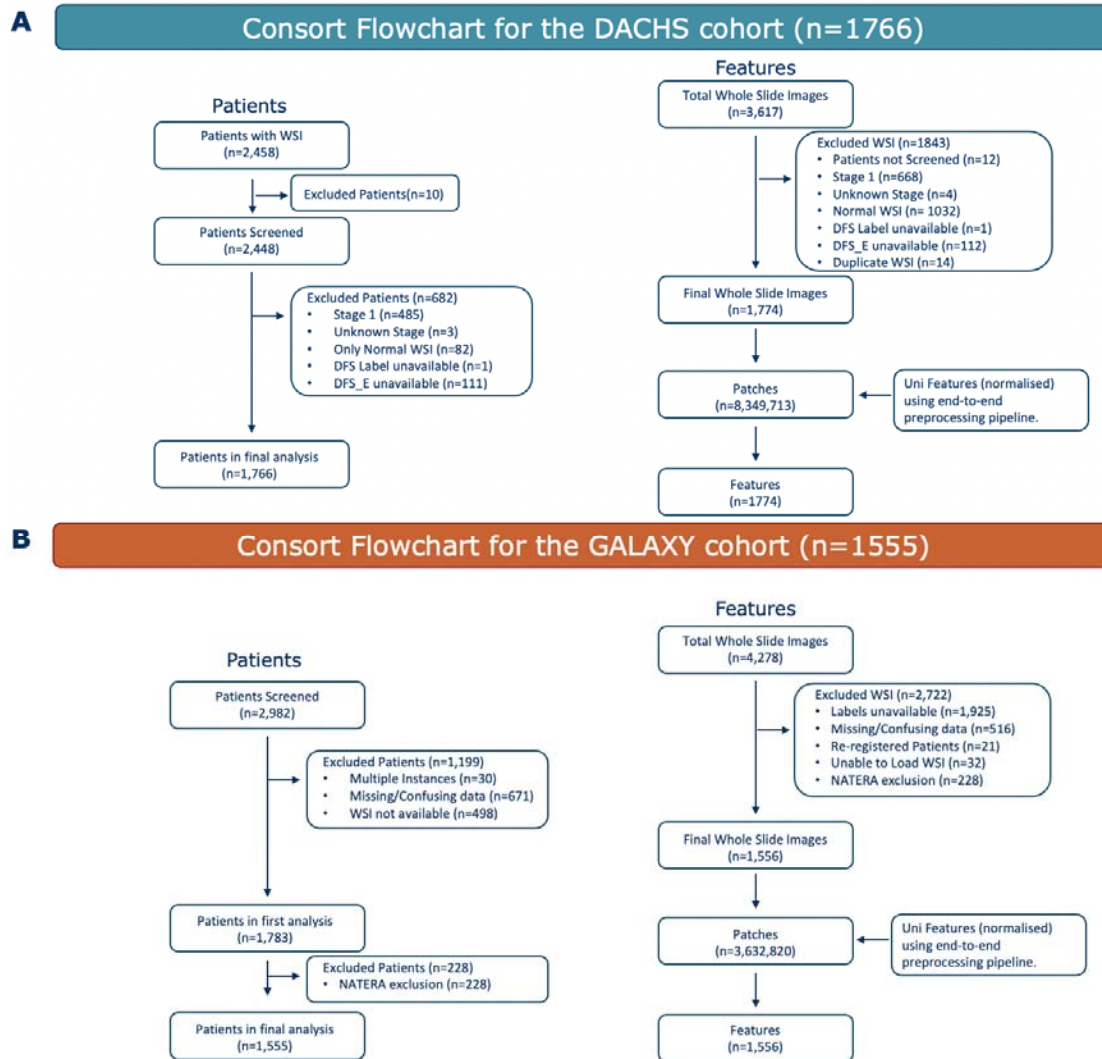 A
Consort Flowchart for the DACHS cohort (n=1766)
Patients
Patients with WSI
(n=2,458)
Excluded Patients(n=10)
Patients Screened
(n=2,448)
Excluded Patients (n=682)
• Stage 1 (n=485)
• Unknown Stage (n=3)
• Only Normal WSI (n=82)
• DFS Label unavailable (n=1)
• DFS_E unavailable (n=111)
Patients in final analysis
(n=1,766)
Features
Total Whole Slide Images
(n=3,617)
Excluded WSI (n=1843)
• Patients not Screened (n=12)
• Stage 1 (n=668)
• Unknown Stage (n=4)
• Normal WSI (n= 1032)
• DFS Label unavailable (n=1)
• DFS_E unavailable (n=112)
• Duplicate WSI (n=14)
Final Whole Slide Images
(n=1,774)
Patches
(n=8,349,713)
Uni Features (normalised)
using end-to-end
preprocessing pipeline.
Features
(n=1774)
B
Consort Flowchart for the GALAXY cohort (n=1555)
Patients
Patients Screened
(n=2,982)
Excluded Patients (n=1,199)
• Multiple Instances (n=30)
• Missing/Confusing data (n=671)
• WSI not available (n=498)
Patients in first analysis
(n=1,783)
Excluded Patients (n=228)
• NATERA exclusion (n=228)
Patients in final analysis
(n=1,555)
Features
Total Whole Slide Images
(n=4,278)
Excluded WSI (n=2,722)
• Labels unavailable (n=1,925)
• Missing/Confusing data (n=516)
• Re-registered Patients (n=21)
• Unable to Load WSI (n=32)
• NATERA exclusion (n=228)
Final Whole Slide Images
(n=1,556)
Patches
(n=3,632,820)
Uni Features (normalised)
using end-to-end
preprocessing pipeline.
Features
(n=1,556)